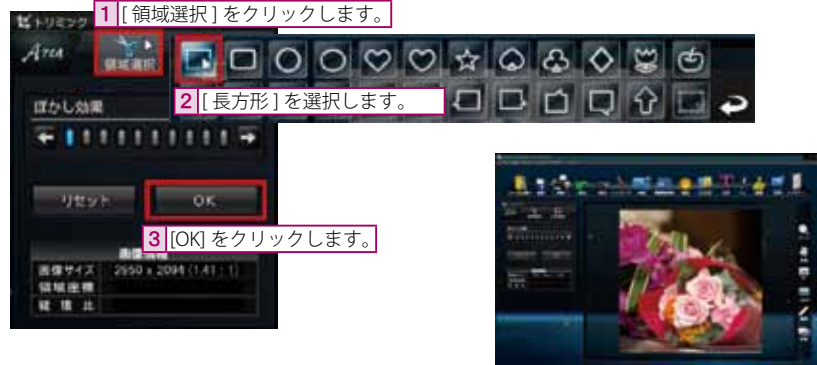 トリミング
1 [ 領域選択 ] をクリックします。
Area
領域選択
2 [ 長方形 ] を選択します。
ぼかし効果
リセット
OK
3 [OK] をクリックします。
画像情報
画像サイズ 2950 x 2094 (1.41 : 1)
領域座標
縦横比